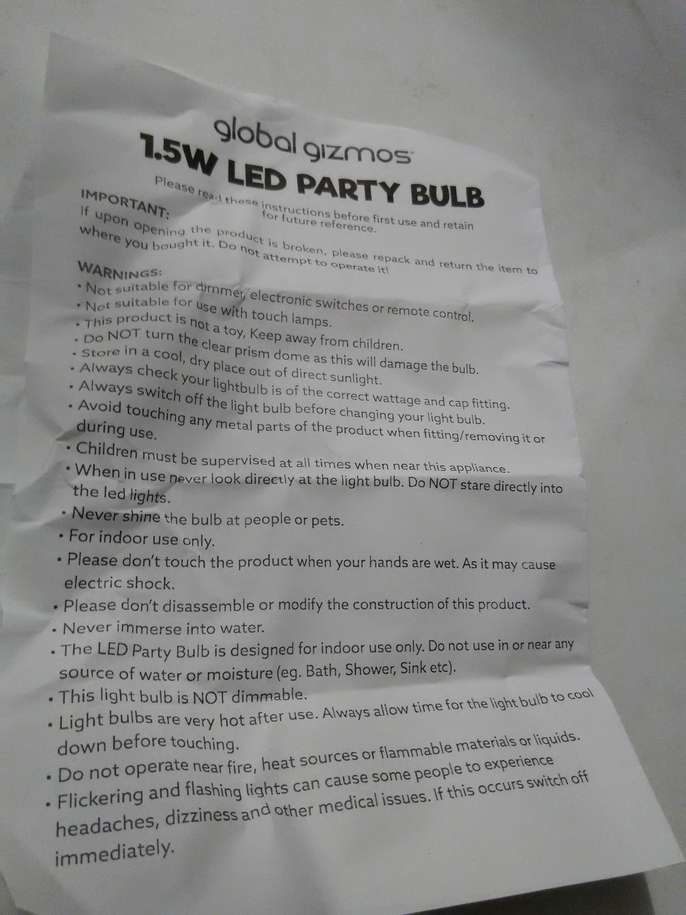 global gizmos
1.5W LED PARTY BULB
Please read these instructions before first use and retain
for future reference.
IMPORTANT:
If upon opening the product is broken, please repack and return the item to
where you bought it. Do not attempt to operate it!
WARNINGS:
• Not suitable for dimmer, electronic switches or remote control.
• Not suitable for use with touch lamps.
• This product is not a toy, Keep away from children.
• Do NOT turn the clear prism dome as this will damage the bulb.
• Store in a cool, dry place out of direct sunlight.
• Always check your lightbulb is of the correct wattage and cap fitting.
• Always switch off the light bulb before changing your light bulb.
• Avoid touching any metal parts of the product when fitting/removing it or
during use.
• Children must be supervised at all times when near this appliance.
• When in use never look directly at the light bulb. Do NOT stare directly into
the led lights.
• Never shine the bulb at people or pets.
• For indoor use only.
• Please don't touch the product when your hands are wet. As it may cause
electric shock.
• Please don't disassemble or modify the construction of this product.
• Never immerse into water.
• The LED Party Bulb is designed for indoor use only. Do not use in or near any
source of water or moisture (eg. Bath, Shower, Sink etc).
• This light bulb is NOT dimmable.
• Light bulbs are very hot after use. Always allow time for the light bulb to cool
down before touching.
• Do not operate near fire, heat sources or flammable materials or liquids.
• Flickering and flashing lights can cause some people to experience
headaches, dizziness and other medical issues. If this occurs switch off
immediately.